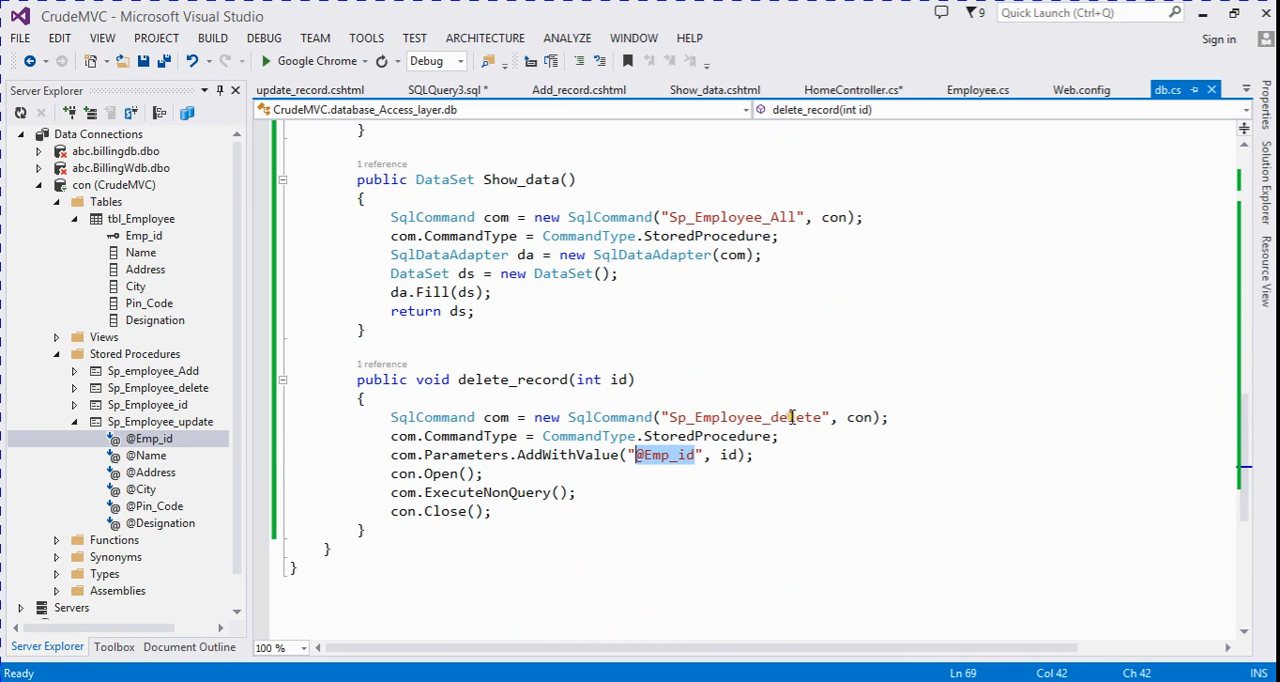 CrudeMVC - Microsoft Visual Studio
9
Quick Launch (Ctrl+Q)
FILE EDIT VIEW PROJECT BUILD DEBUG TEAM TOOLS TEST ARCHITECTURE ANALYZE WINDOW HELP
Sign in
Google Chrome Debug
Server Explorer
update_record.cshtml SQLQuery3.sql * Add_record.cshtml Show_data.cshtml HomeController.cs* Employee.cs Web.config db.cs
CrudeMVC.database_Access_layer.db delete_record(int id)
Data Connections
abc.billingdb.dbo
abc.BillingWdb.dbo
con (CrudeMVC)
Tables
tbl_Employee
Emp_id
Name
Address
City
Pin_Code
Designation
Views
Stored Procedures
Sp_employee_Add
Sp_Employee_delete
Sp_Employee_id
Sp_Employee_update
@Emp_id
@Name
@Address
@City
@Pin_Code
@Designation
Functions
Synonyms
Types
Assemblies
Servers
Server Explorer Toolbox Document Outline
}
1 reference
public DataSet Show_data()
{
SqlCommand com = new SqlCommand("Sp_Employee_All", con);
com.CommandType = CommandType.StoredProcedure;
SqlDataAdapter da = new SqlDataAdapter(com);
DataSet ds = new DataSet();
da.Fill(ds);
return ds;
}
1 reference
public void delete_record(int id)
{
SqlCommand com = new SqlCommand("Sp_Employee_delete", con);
com.CommandType = CommandType.StoredProcedure;
com.Parameters.AddWithValue("@Emp_id", id);
con.Open();
com.ExecuteNonQuery();
con.Close();
}
}
}
100 %
Properties
Solution Explorer
Resource View
Ready Ln 69 Col 42 Ch 42 INS